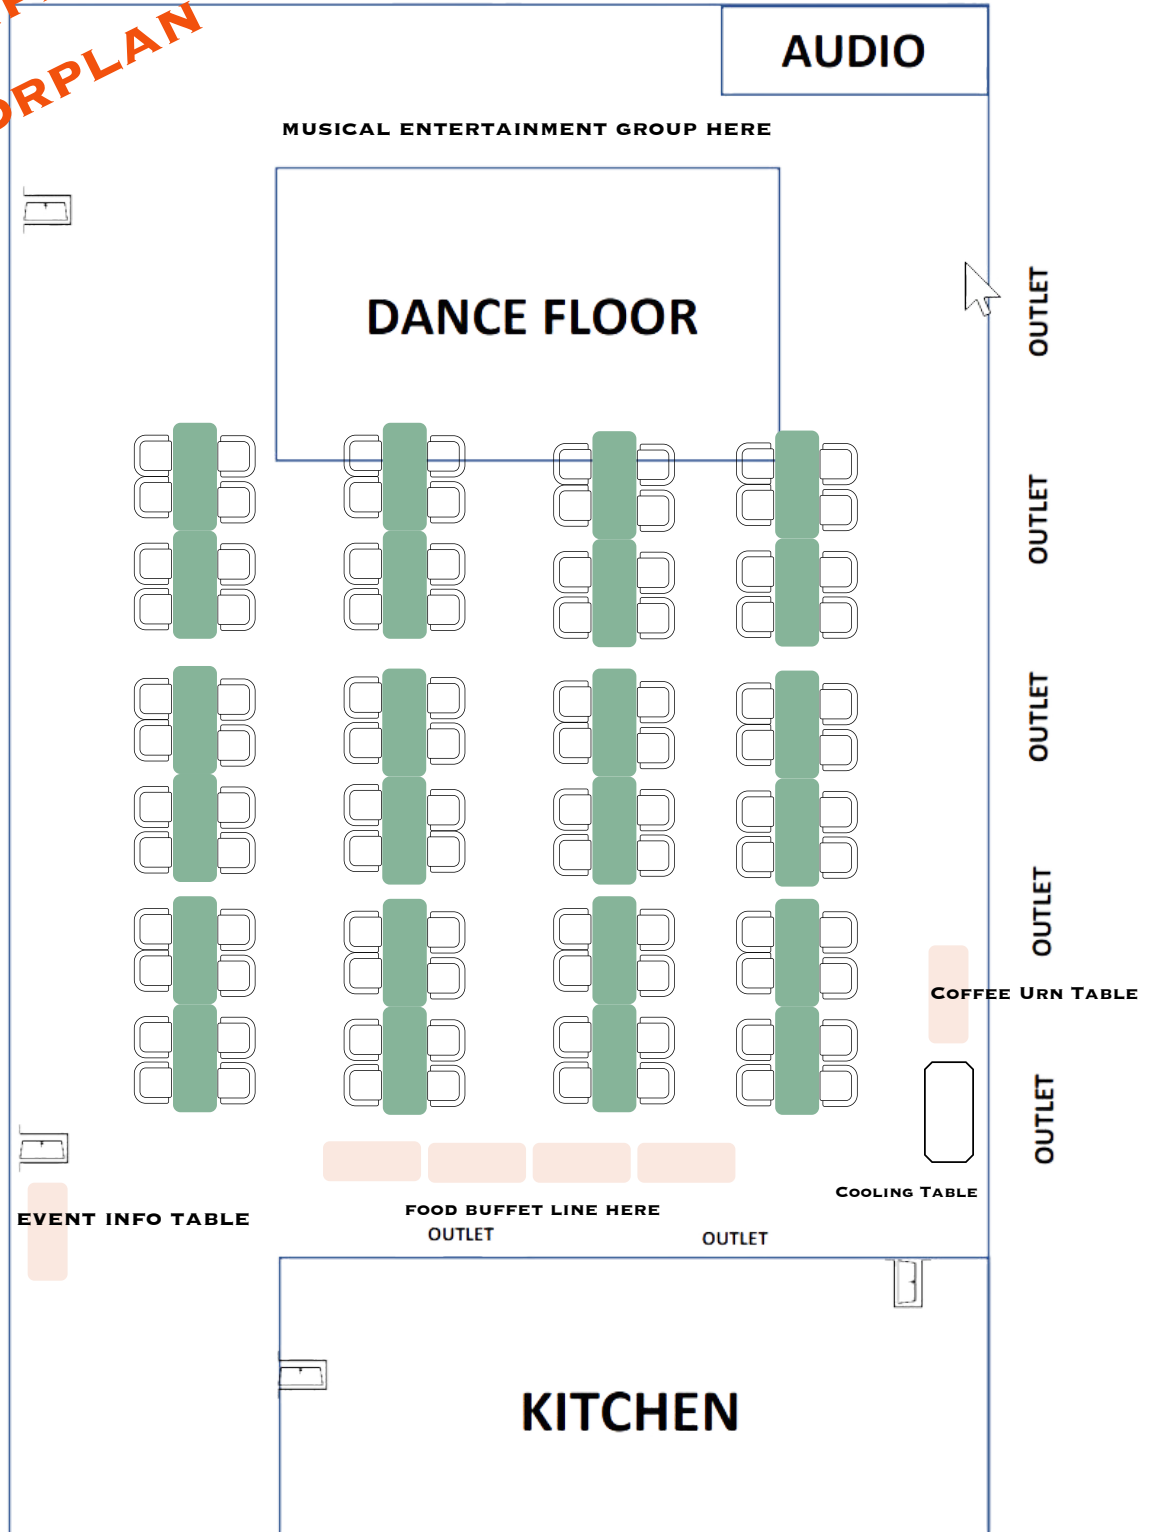 ORPLAN
AUDIO
MUSICAL ENTERTAINMENT GROUP HERE
DANCE FLOOR
OUTLET
OUTLET
OUTLET
OUTLET
COFFEE URN TABLE
OUTLET
COOLING TABLE
EVENT INFO TABLE
FOOD BUFFET LINE HERE
OUTLET
OUTLET
KITCHEN